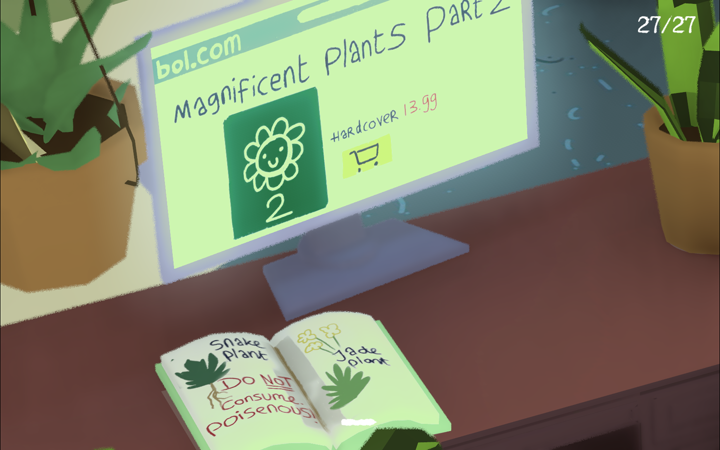 27/27
bol.com
Magnificent Plants Part 2
Hardcover 13.99
2
Snake
plant
DO NOT
Consume.
Poisenous!
Jade
plant